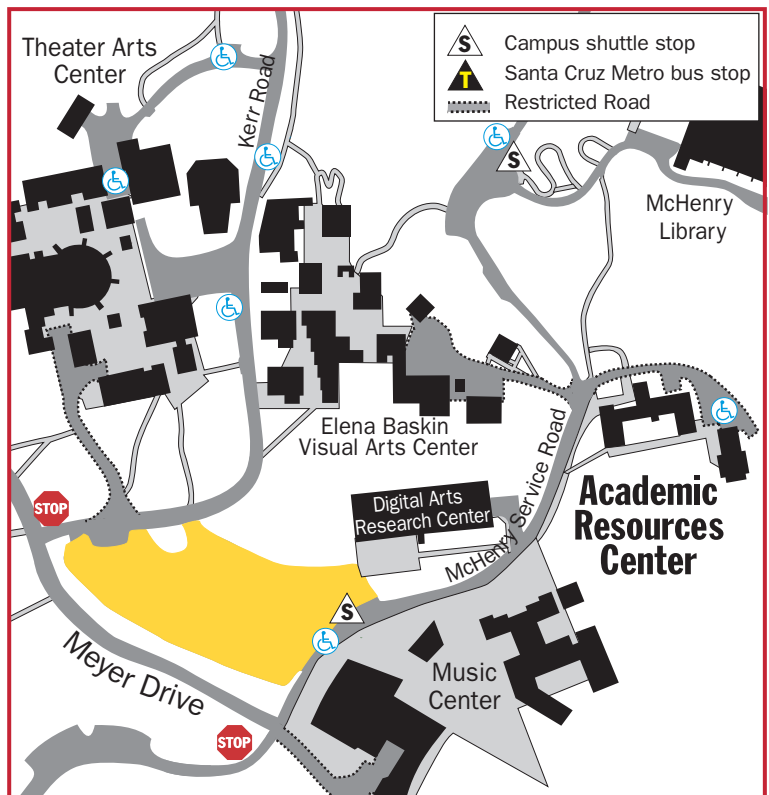 Theater Arts
Center
Kerr Road
S Campus shuttle stop
T Santa Cruz Metro bus stop
Restricted Road
S
McHenry
Library
Elena Baskin
Visual Arts Center
STOP
Digital Arts
Research Center
McHenry Service Road
Academic
Resources
Center
S
Meyer Drive
Music
Center
STOP